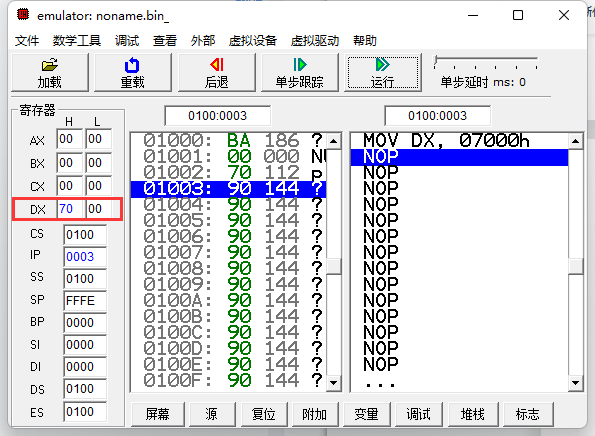 emulator: noname.bin_
文件 数学工具 调试 查看 外部 虚拟设备 虚拟驱动 帮助
加载 重载 后退 单步跟踪 运行 单步延时 ms: 0
寄存器
H L
AX 00 00
BX 00 00
CX 00 00
DX 70 00
CS 0100
IP 0003
SS 0100
SP FFFE
BP 0000
SI 0000
DI 0000
DS 0100
ES 0100
0100:0003
01000: BA 186 ?
01001: 00 000 NU
01002: 70 112 p
01003: 90 144 ?
01004: 90 144 ?
01005: 90 144 ?
01006: 90 144 ?
01007: 90 144 ?
01008: 90 144 ?
01009: 90 144 ?
0100A: 90 144 ?
0100B: 90 144 ?
0100C: 90 144 ?
0100D: 90 144 ?
0100E: 90 144 ?
0100F: 90 144 ?
0100:0003
MOV DX, 07000h
NOP
NOP
NOP
NOP
NOP
NOP
NOP
NOP
NOP
NOP
NOP
NOP
NOP
NOP
...
屏幕 源 复位 附加 变量 调试 堆栈 标志